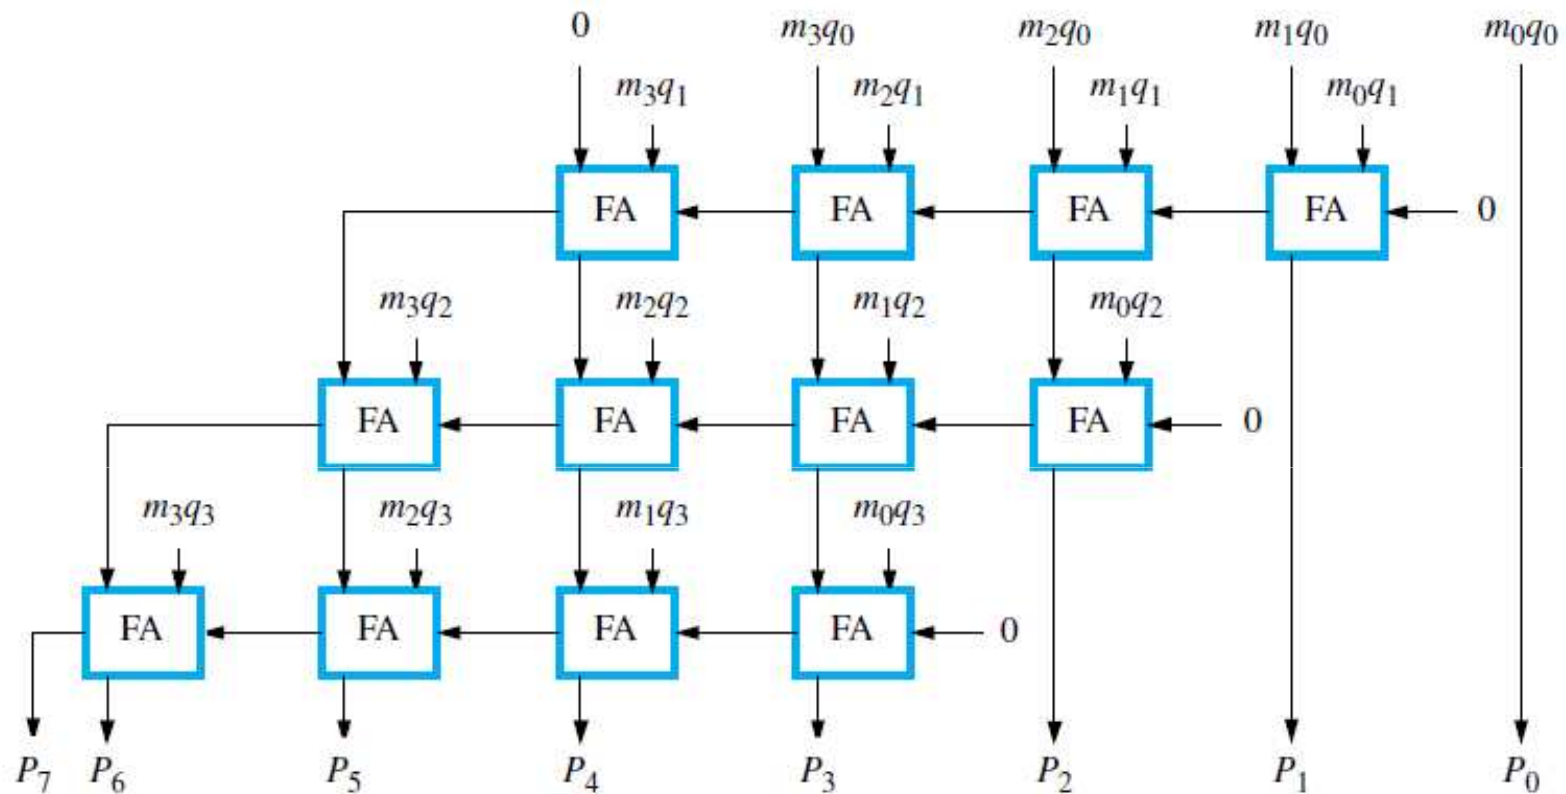 0 m₃q₀ m₂q₀ m₁q₀ m₀q₀
m₃q₁ m₂q₁ m₁q₁ m₀q₁
FA FA FA FA 0
m₃q₂ m₂q₂ m₁q₂ m₀q₂
FA FA FA FA 0
m₃q₃ m₂q₃ m₁q₃ m₀q₃
FA FA FA FA 0
P₇ P₆ P₅ P₄ P₃ P₂ P₁ P₀